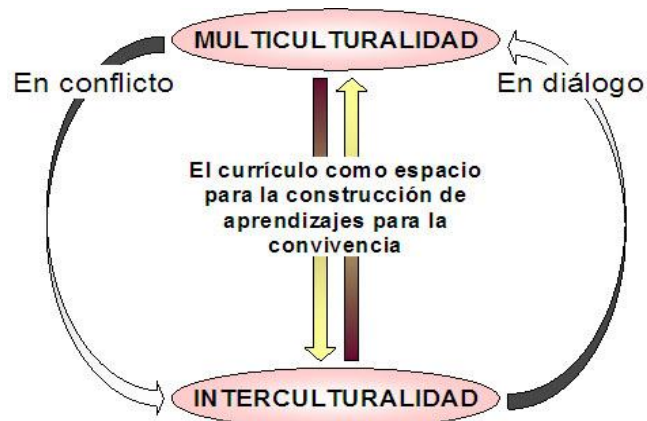 MULTICULTURALIDAD
En conflicto
En diálogo
El currículo como espacio
para la construcción de
aprendizajes para la
convivencia
INTERCULTURALIDAD